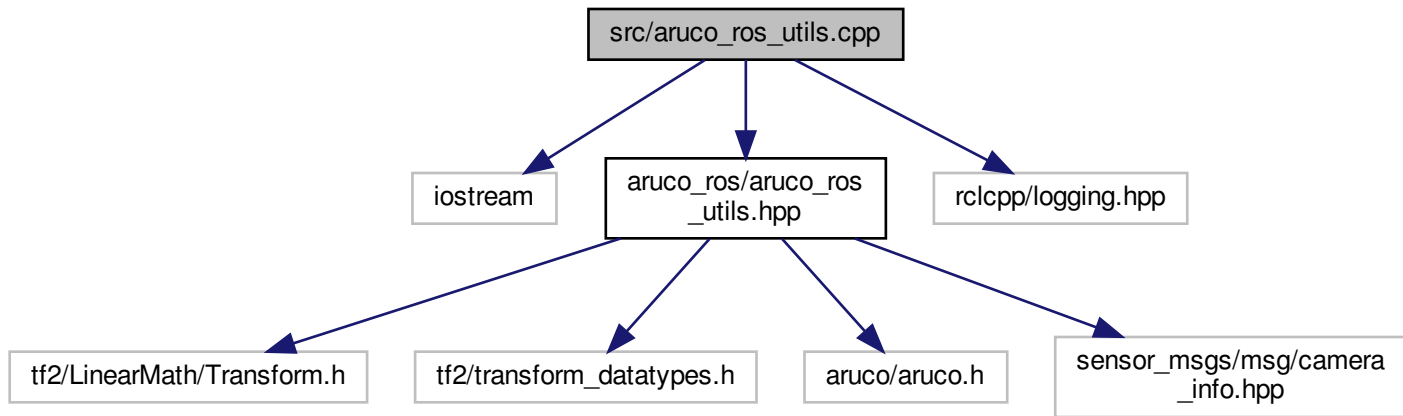 src/aruco_ros_utils.cpp
iostream
aruco_ros/aruco_ros
_utils.hpp
rclcpp/logging.hpp
tf2/LinearMath/Transform.h
tf2/transform_datatypes.h
aruco/aruco.h
sensor_msgs/msg/camera
_info.hpp